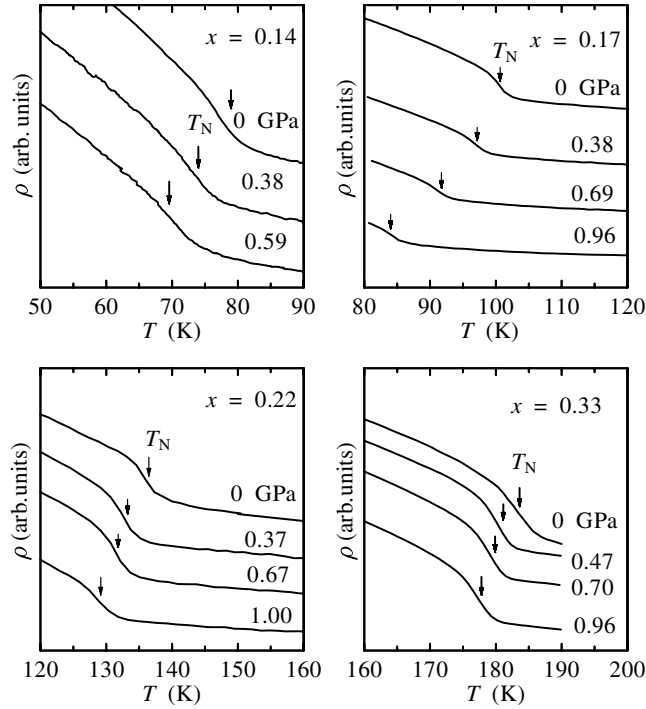 x = 0.14
0 GPa
T_N
0.38
0.59
ρ (arb. units)
50 60 70 80 90
T (K)
x = 0.17
T_N
0 GPa
0.38
0.69
0.96
ρ (arb.units)
80 90 100 110 120
T (K)
x = 0.22
T_N
0 GPa
0.37
0.67
1.00
ρ (arb.units)
120 130 140 150 160
T (K)
x = 0.33
T_N
0 GPa
0.47
0.70
0.96
ρ (arb.units)
160 170 180 190 200
T (K)